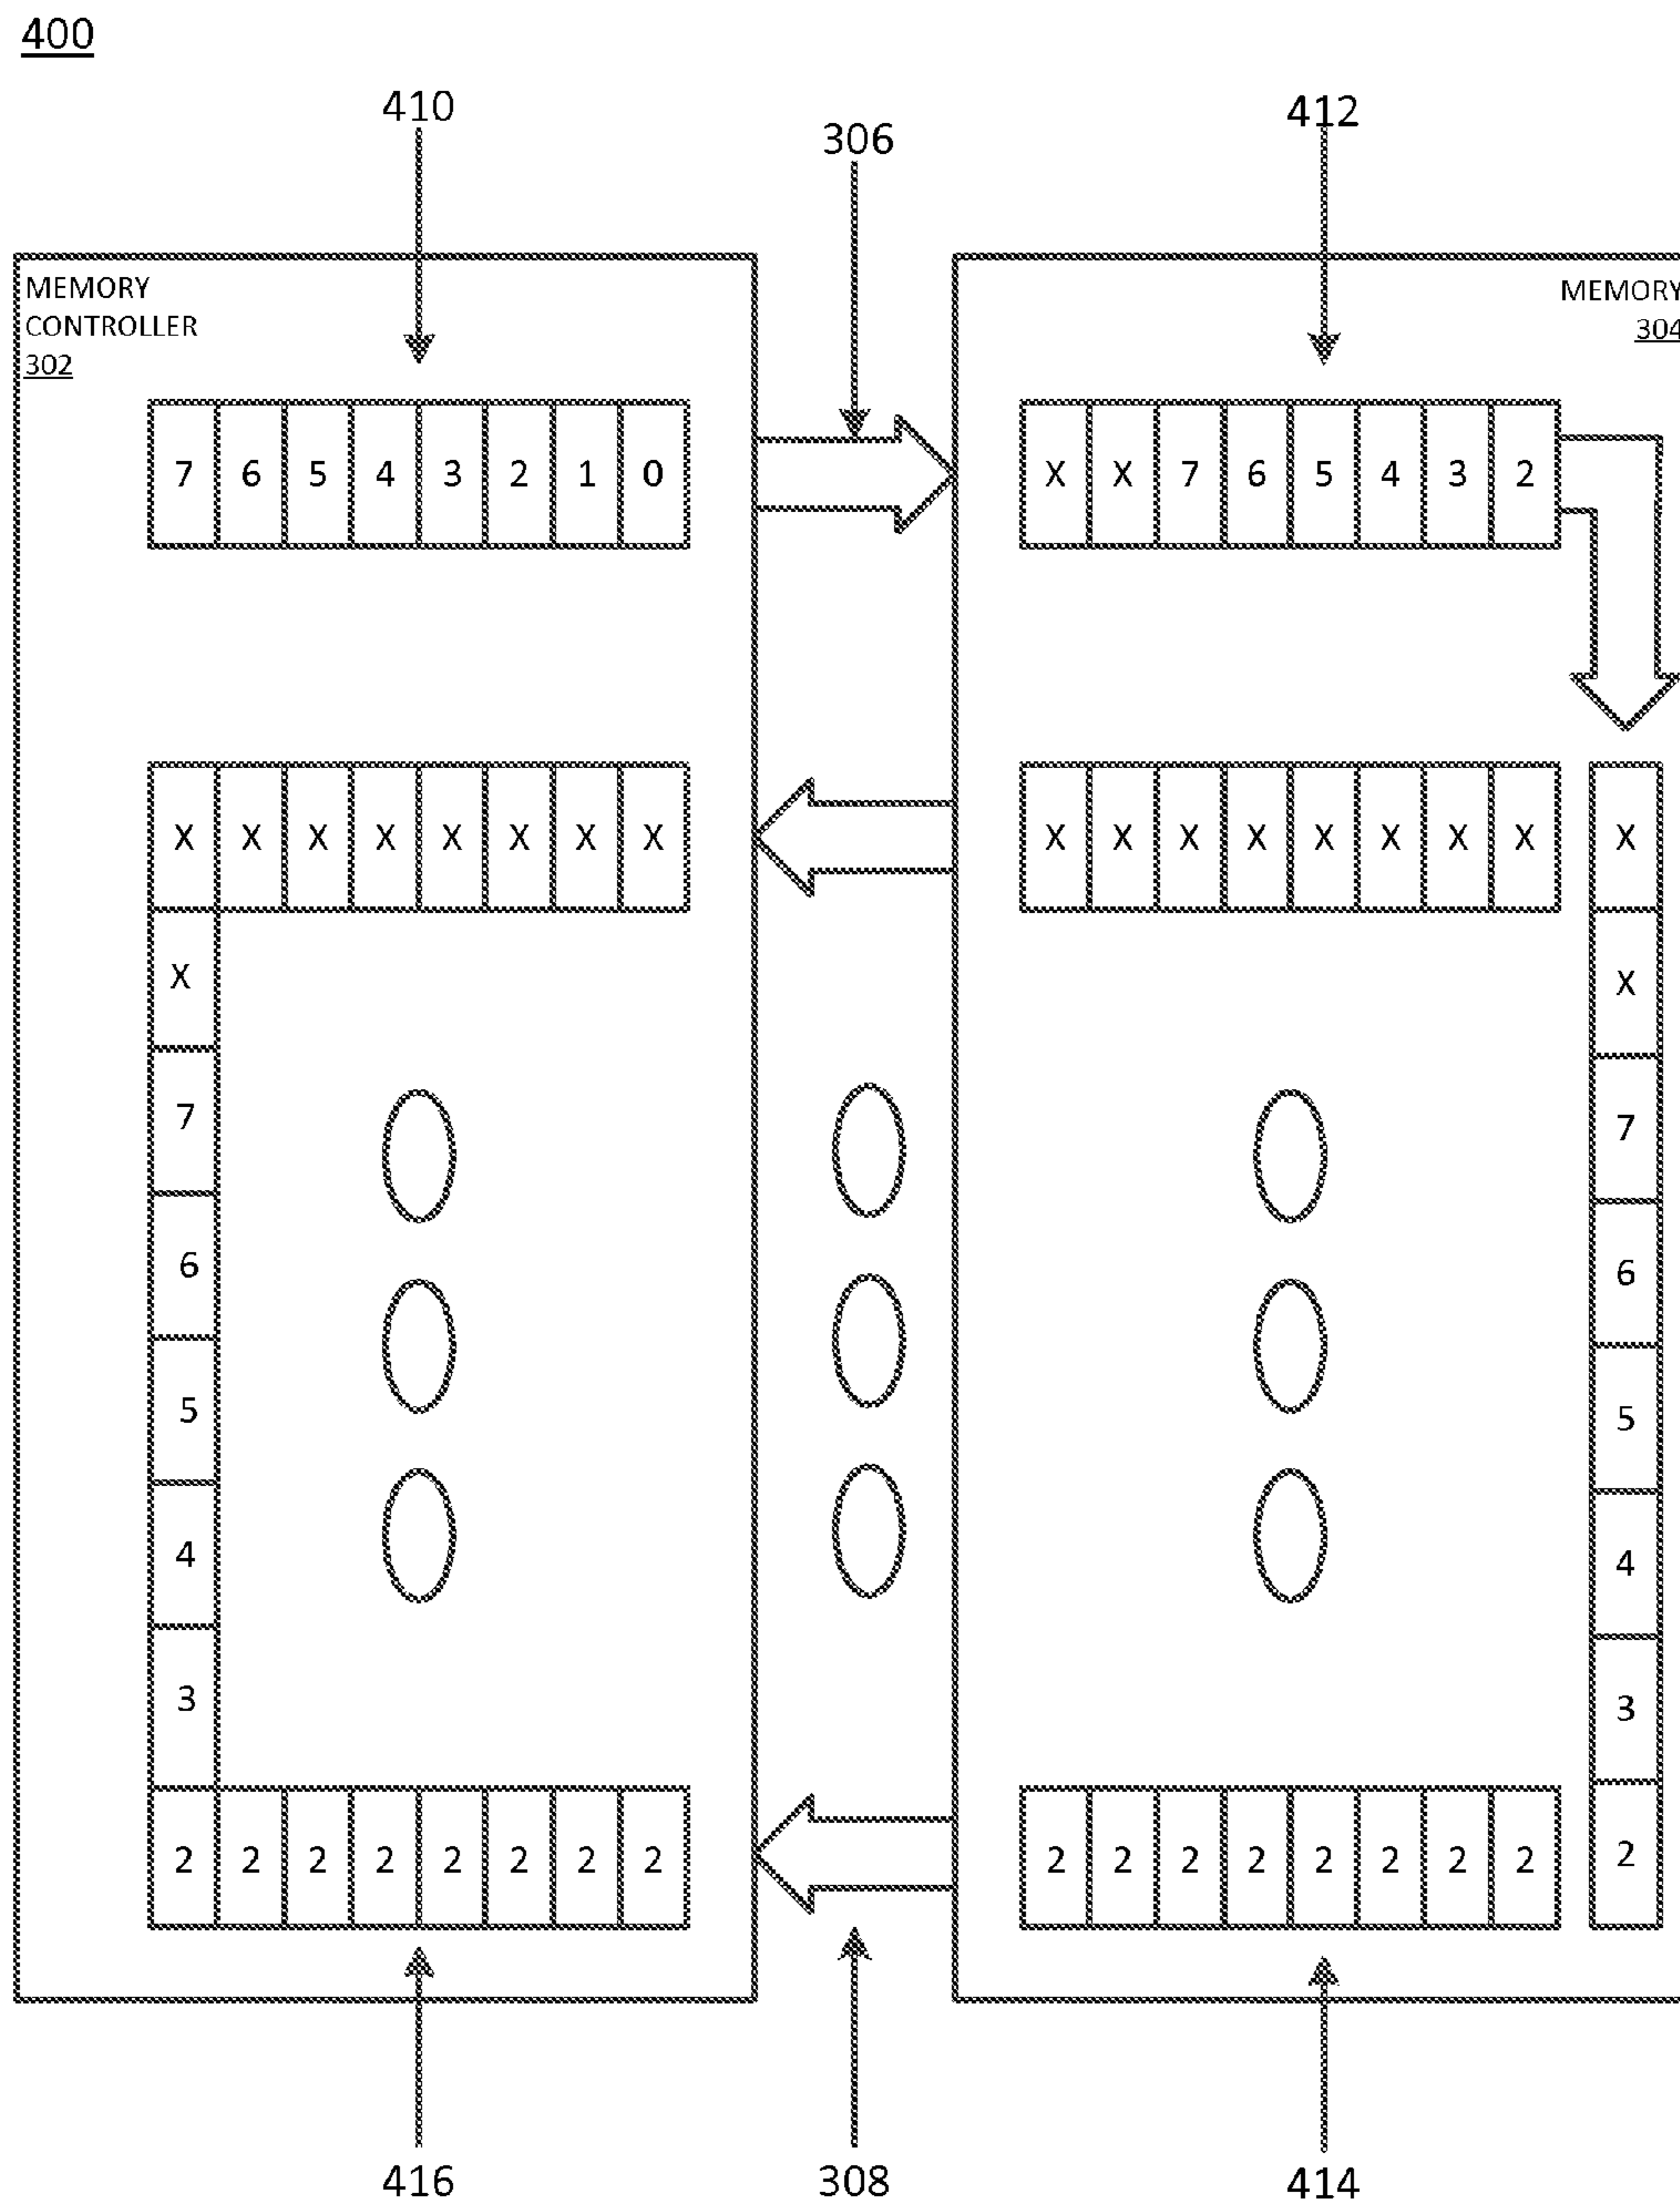 400
410
306
412
MEMORY
CONTROLLER
302
MEMORY
304
7 6 5 4 3 2 1 0
X X 7 6 5 4 3 2
X X X X X X X X
X X X X X X X X
X
X
X
7
7
6
6
5
5
4
4
3
3
2 2 2 2 2 2 2 2
2 2 2 2 2 2 2 2
2
416
308
414